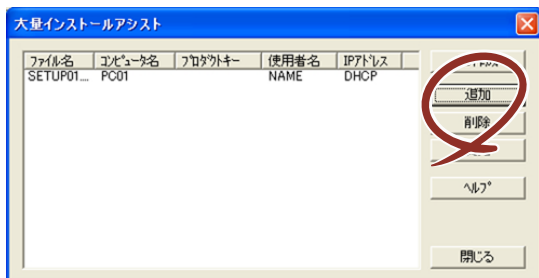 大量インストールアシスト
ファイル名 コンピュータ名 プロダクトキー 使用者名 IPアドレス
SETUP01.... PC01 NAME DHCP
追加
削除
ヘルプ
閉じる